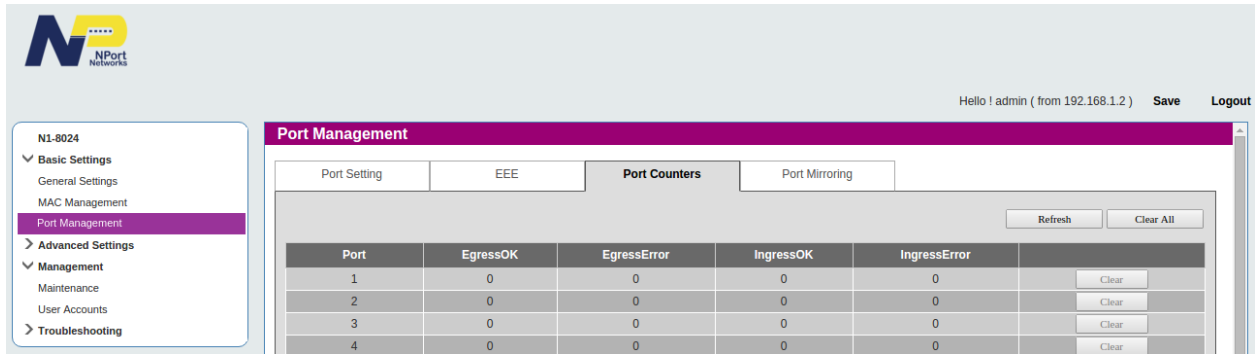 NPort
Networks
Hello ! admin ( from 192.168.1.2 ) Save Logout
N1-8024
Basic Settings
General Settings
MAC Management
Port Management
Advanced Settings
Management
Maintenance
User Accounts
Troubleshooting
Port Management
Port Setting EEE Port Counters Port Mirroring
Refresh Clear All
Port EgressOK EgressError IngressOK IngressError
1 0 0 0 0 Clear
2 0 0 0 0 Clear
3 0 0 0 0 Clear
4 0 0 0 0 Clear